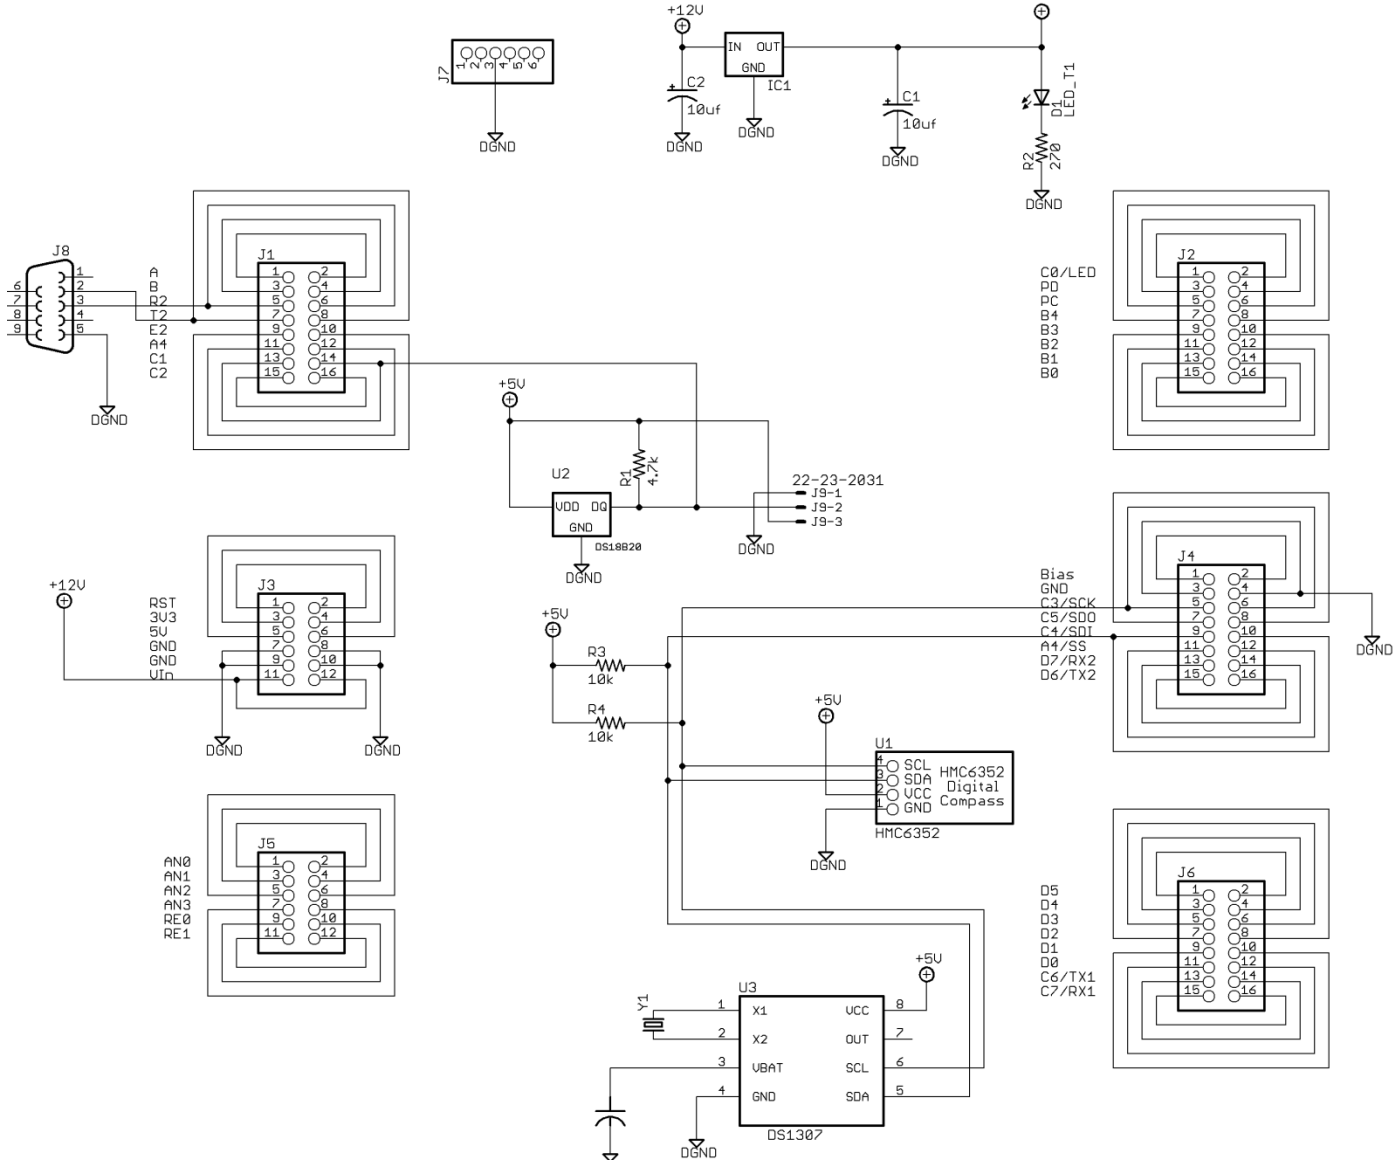 +12V
IN OUT
GND
IC1
C2
10uf
DGND
DGND
C1
10uf
DGND
D1
LED_T1
R2
270
DGND
J7
1 2 3 4 5 6
DGND
J8
1
6
2
7
3
8
4
9
5
DGND
A
B
R2
T2
E2
A4
C1
C2
J1
1 2
3 4
5 6
7 8
9 10
11 12
13 14
15 16
C0/LED
PD
PC
B4
B3
B2
B1
B0
J2
1 2
3 4
5 6
7 8
9 10
11 12
13 14
15 16
+5V
U2
VDD DQ
GND
DS18B20
DGND
R1
4.7k
22-23-2031
J9-1
J9-2
J9-3
DGND
+12V
RST
3V3
5V
GND
GND
VIn
J3
1 2
3 4
5 6
7 8
9 10
11 12
DGND
DGND
Bias
GND
C3/SCK
C5/SDO
C4/SDI
A4/SS
D7/RX2
D6/TX2
J4
1 2
3 4
5 6
7 8
9 10
11 12
13 14
15 16
DGND
+5V
R3
10k
R4
10k
+5V
U1
4 SCL
3 SDA
2 VCC
1 GND
HMC6352
Digital
Compass
HMC6352
DGND
AN0
AN1
AN2
AN3
RE0
RE1
J5
1 2
3 4
5 6
7 8
9 10
11 12
D5
D4
D3
D2
D1
D0
C6/TX1
C7/RX1
J6
1 2
3 4
5 6
7 8
9 10
11 12
13 14
15 16
+5V
U3
Y1
1 X1 VCC 8
2 X2 OUT 7
3 VBAT SCL 6
4 GND SDA 5
DS1307
DGND